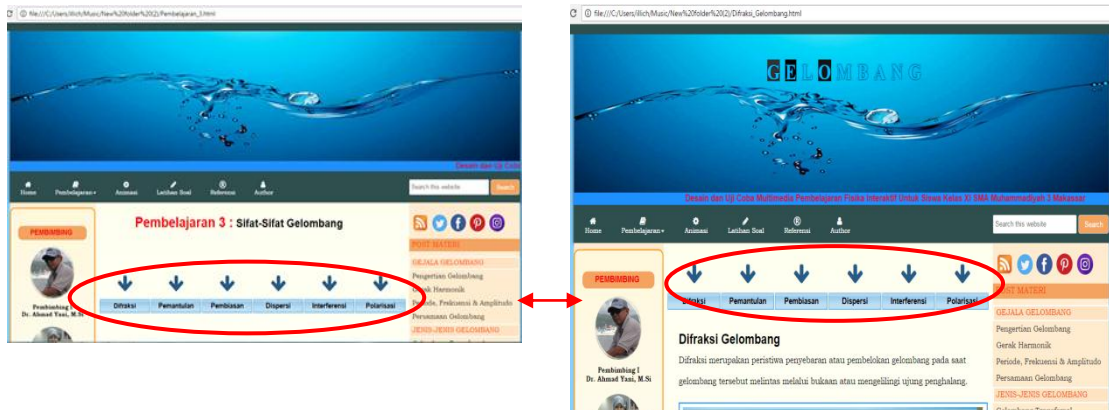 file:///C:/Users/illich/Music/New%20folder%20(2)/Pembelajaran_3.html
Desain dan Uji Coba
Home Pembelajaran Animasi Latihan Soal Referensi Author
Search this website Search
PEMBIMBING
Pembelajaran 3 : Sifat-Sifat Gelombang
POST MATERI
GEJALA GELOMBANG
Pengertian Gelombang
Gerak Harmonik
Periode, Frekuensi & Amplitudo
Persamaan Gelombang
JENIS-JENIS GELOMBANG
Difraksi Pemantulan Pembiasan Dispersi Interferensi Polarisasi
Pembimbing I
Dr. Ahmad Yani, M.Si
file:///C:/Users/illich/Music/New%20folder%20(2)/Difraksi_Gelombang.html
GELOMBANG
Desain dan Uji Coba Multimedia Pembelajaran Fisika Interaktif Untuk Siswa Kelas XI SMA Muhammadiyah 3 Makassar
Home Pembelajaran Animasi Latihan Soal Referensi Author
Search this website Search
PEMBIMBING
Pembimbing I
Dr. Ahmad Yani, M.Si
Difraksi Pemantulan Pembiasan Dispersi Interferensi Polarisasi
Difraksi Gelombang
Difraksi merupakan peristiwa penyebaran atau pembelokan gelombang pada saat
gelombang tersebut melintas melalui bukaan atau mengelilingi ujung penghalang.
POST MATERI
GEJALA GELOMBANG
Pengertian Gelombang
Gerak Harmonik
Periode, Frekuensi & Amplitudo
Persamaan Gelombang
JENIS-JENIS GELOMBANG